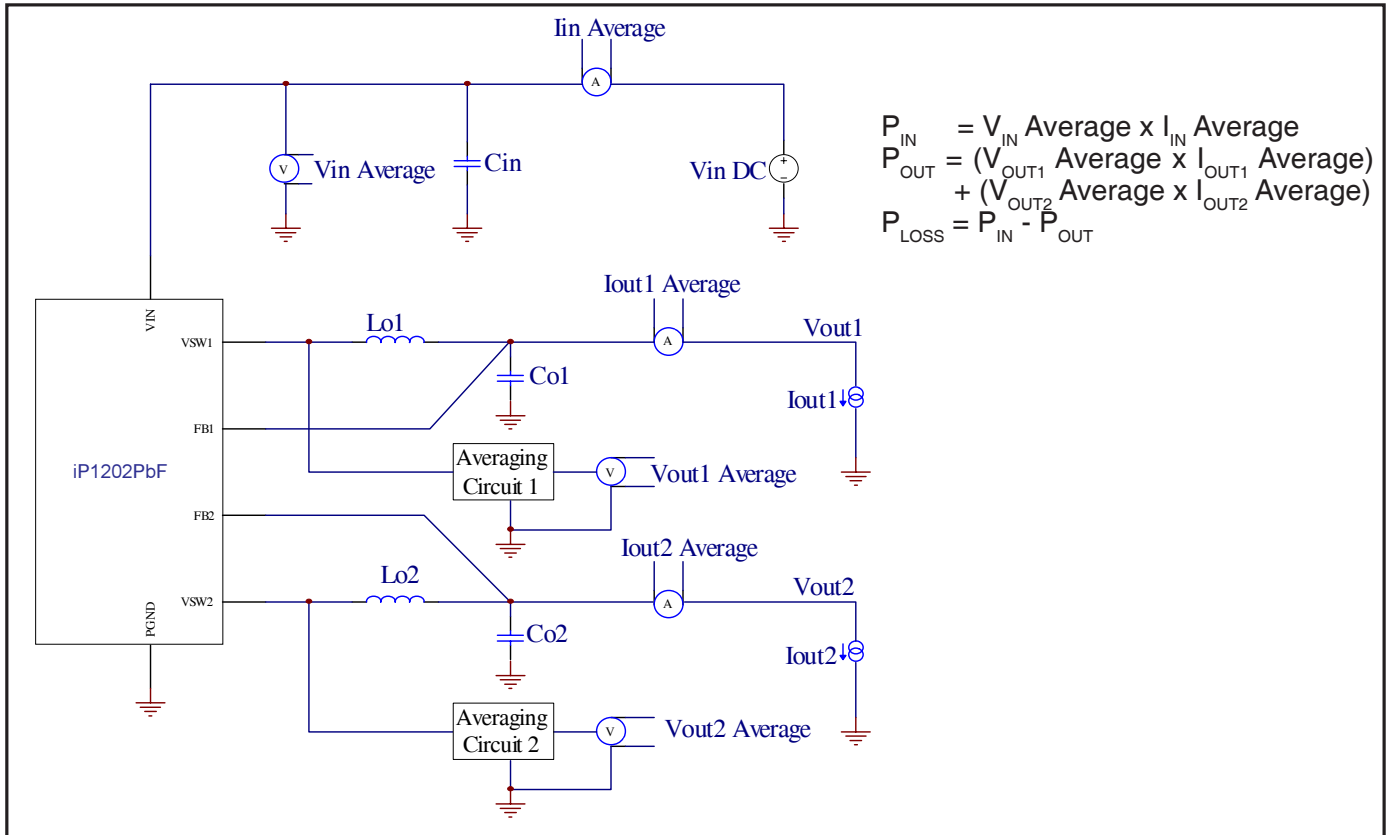 Iin Average
A
V
Vin Average
Cin
Vin DC
+
−
P_IN = V_IN Average x I_IN Average
P_OUT = (V_OUT1 Average x I_OUT1 Average)
+ (V_OUT2 Average x I_OUT2 Average)
P_LOSS = P_IN - P_OUT
VIN
VSW1
FB1
iP1202PbF
FB2
VSW2
PGND
Lo1
Co1
Iout1 Average
A
Vout1
Iout1
Averaging
Circuit 1
V
Vout1 Average
Lo2
Co2
Iout2 Average
A
Vout2
Iout2
Averaging
Circuit 2
V
Vout2 Average